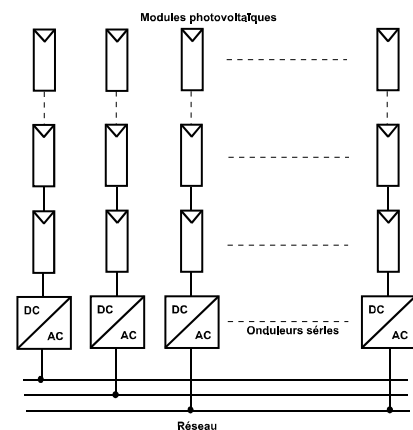 Modules photovoltaïques
DC
AC
DC
AC
DC
AC
DC
AC
Onduleurs séries
Réseau